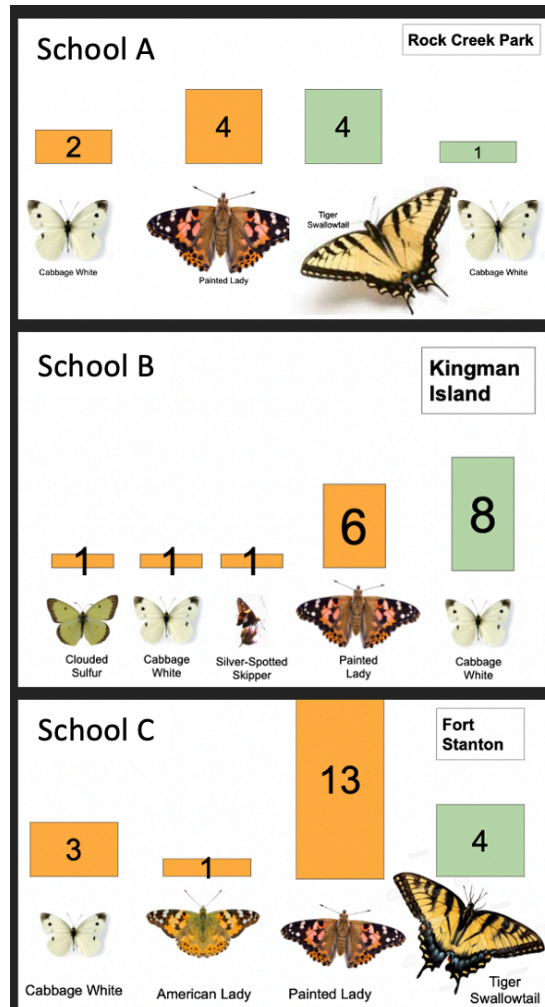 School A
Rock Creek Park
2
4
4
1
Cabbage White
Painted Lady
Tiger
Swallowtail
Cabbage White
School B
Kingman
Island
1
1
1
6
8
Clouded
Sulfur
Cabbage
White
Silver-Spotted
Skipper
Painted
Lady
Cabbage
White
School C
Fort
Stanton
3
1
13
4
Cabbage White
American Lady
Painted Lady
Tiger
Swallowtail